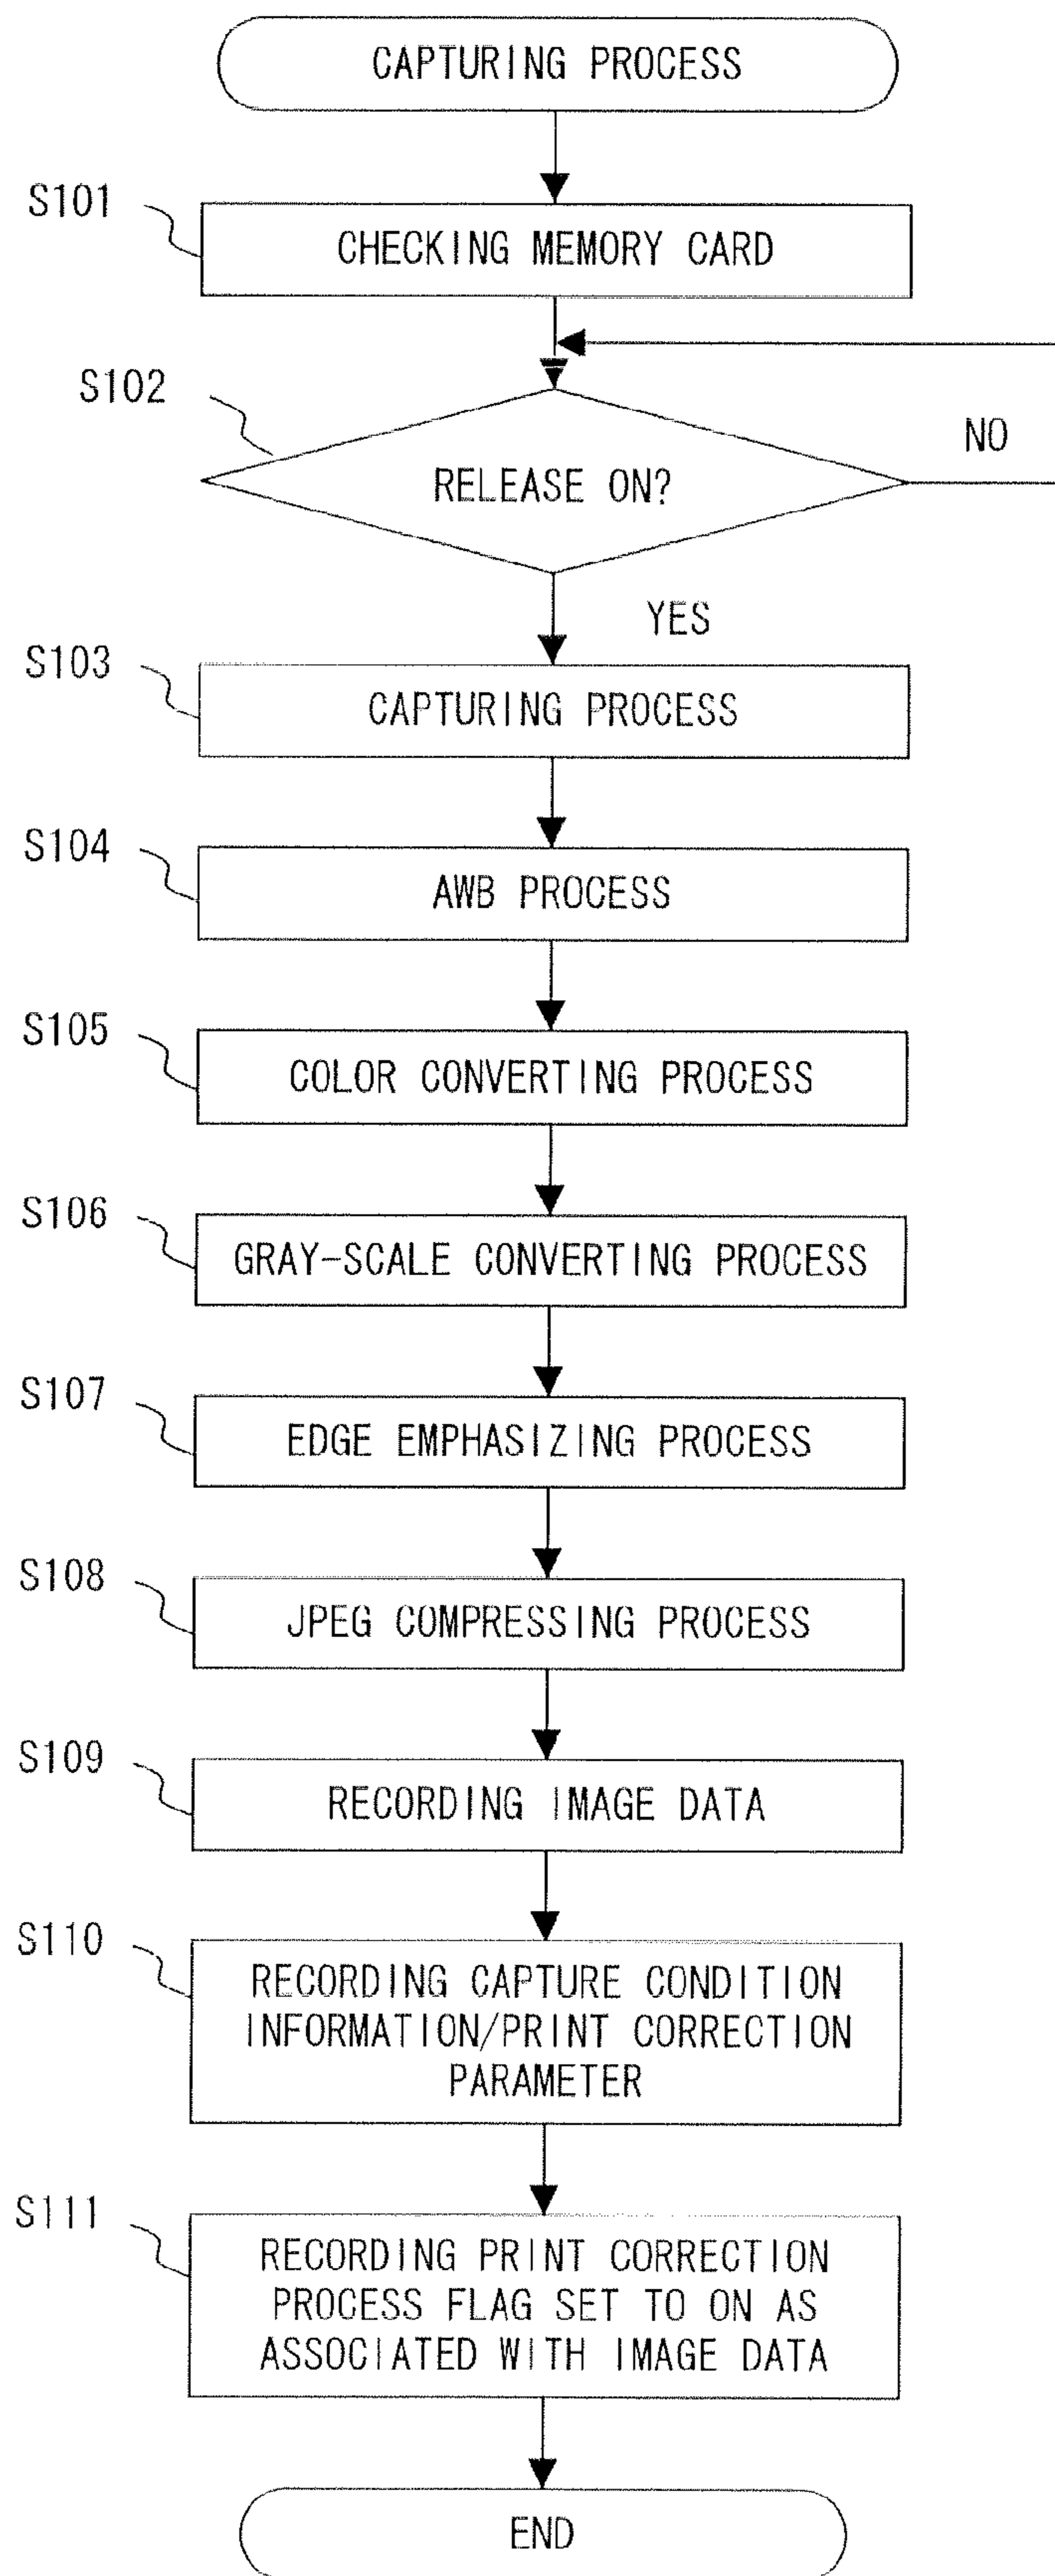 CAPTURING PROCESS
S101
CHECKING MEMORY CARD
S102
RELEASE ON?
NO
YES
S103
CAPTURING PROCESS
S104
AWB PROCESS
S105
COLOR CONVERTING PROCESS
S106
GRAY-SCALE CONVERTING PROCESS
S107
EDGE EMPHASIZING PROCESS
S108
JPEG COMPRESSING PROCESS
S109
RECORDING IMAGE DATA
S110
RECORDING CAPTURE CONDITION
INFORMATION/PRINT CORRECTION
PARAMETER
S111
RECORDING PRINT CORRECTION
PROCESS FLAG SET TO ON AS
ASSOCIATED WITH IMAGE DATA
END